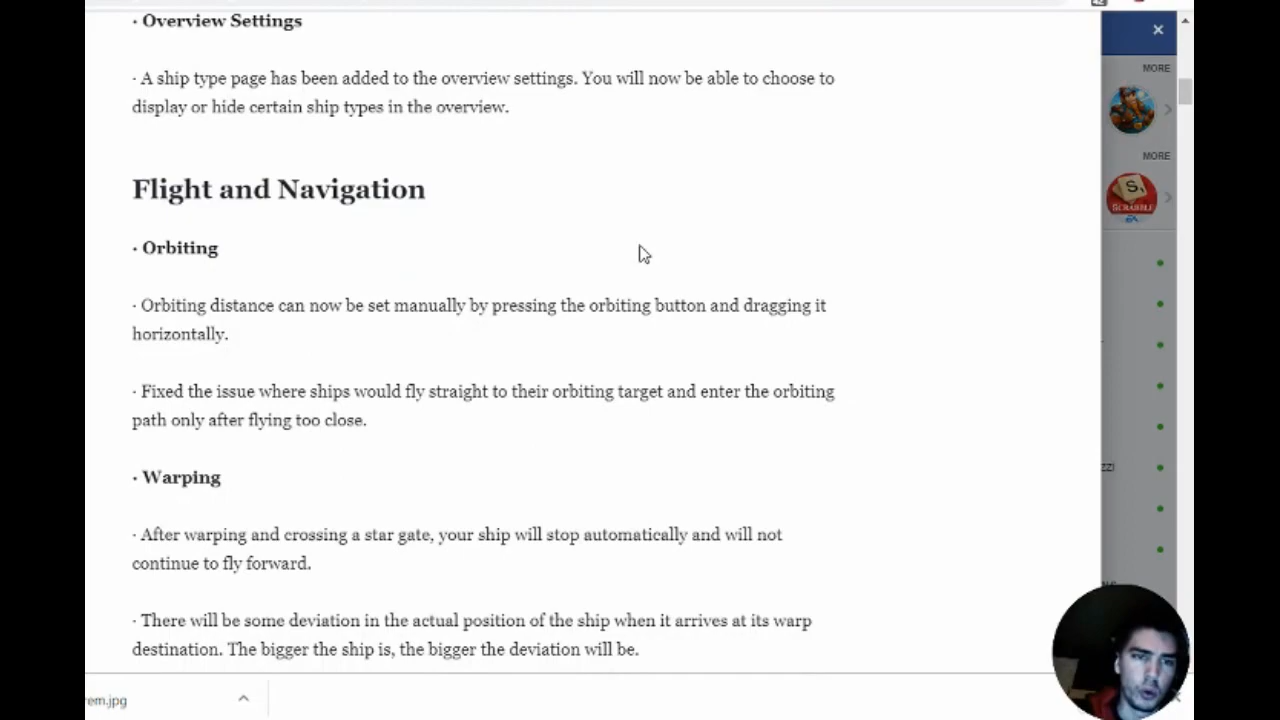 · Overview Settings
· A ship type page has been added to the overview settings. You will now be able to choose to
display or hide certain ship types in the overview.
Flight and Navigation
· Orbiting
· Orbiting distance can now be set manually by pressing the orbiting button and dragging it
horizontally.
· Fixed the issue where ships would fly straight to their orbiting target and enter the orbiting
path only after flying too close.
· Warping
· After warping and crossing a star gate, your ship will stop automatically and will not
continue to fly forward.
· There will be some deviation in the actual position of the ship when it arrives at its warp
destination. The bigger the ship is, the bigger the deviation will be.
rem.jpg
MORE
MORE
S
SCRABBLE
EA
ZZI